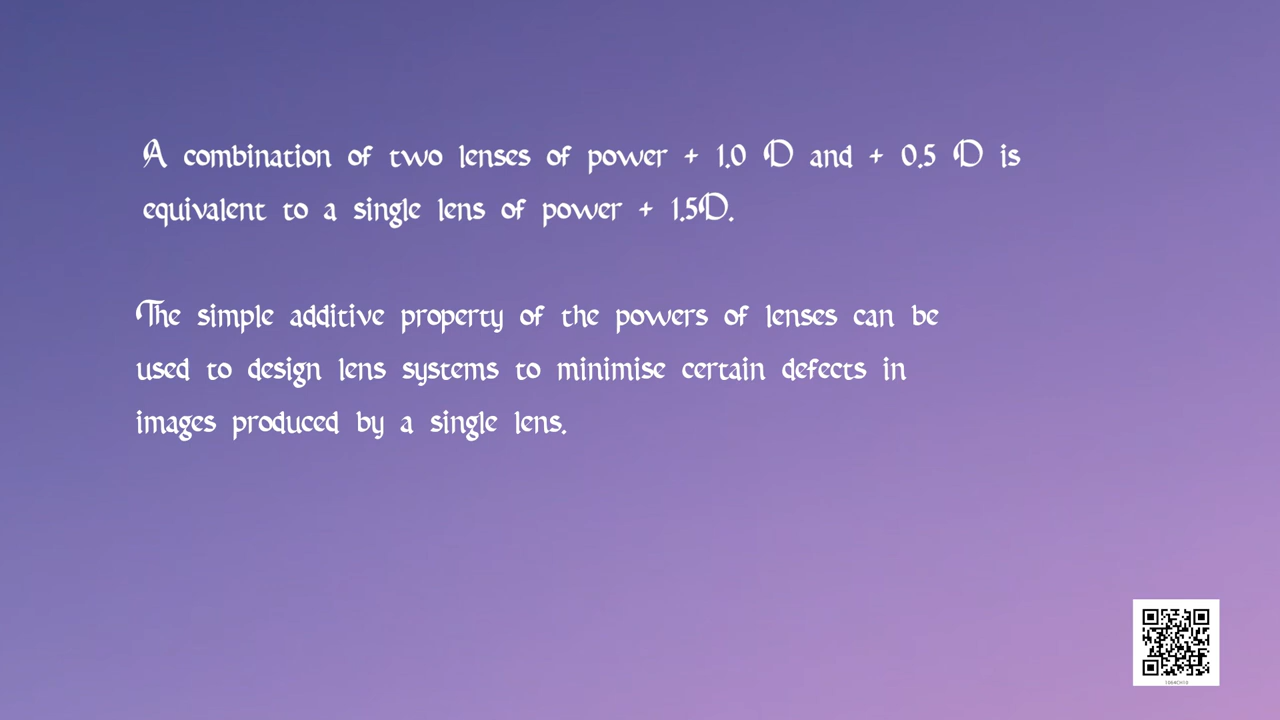 A combination of two lenses of power + 1.0 D and + 0.5 D is
equivalent to a single lens of power + 1.5D.
The simple additive property of the powers of lenses can be
used to design lens systems to minimise certain defects in
images produced by a single lens.